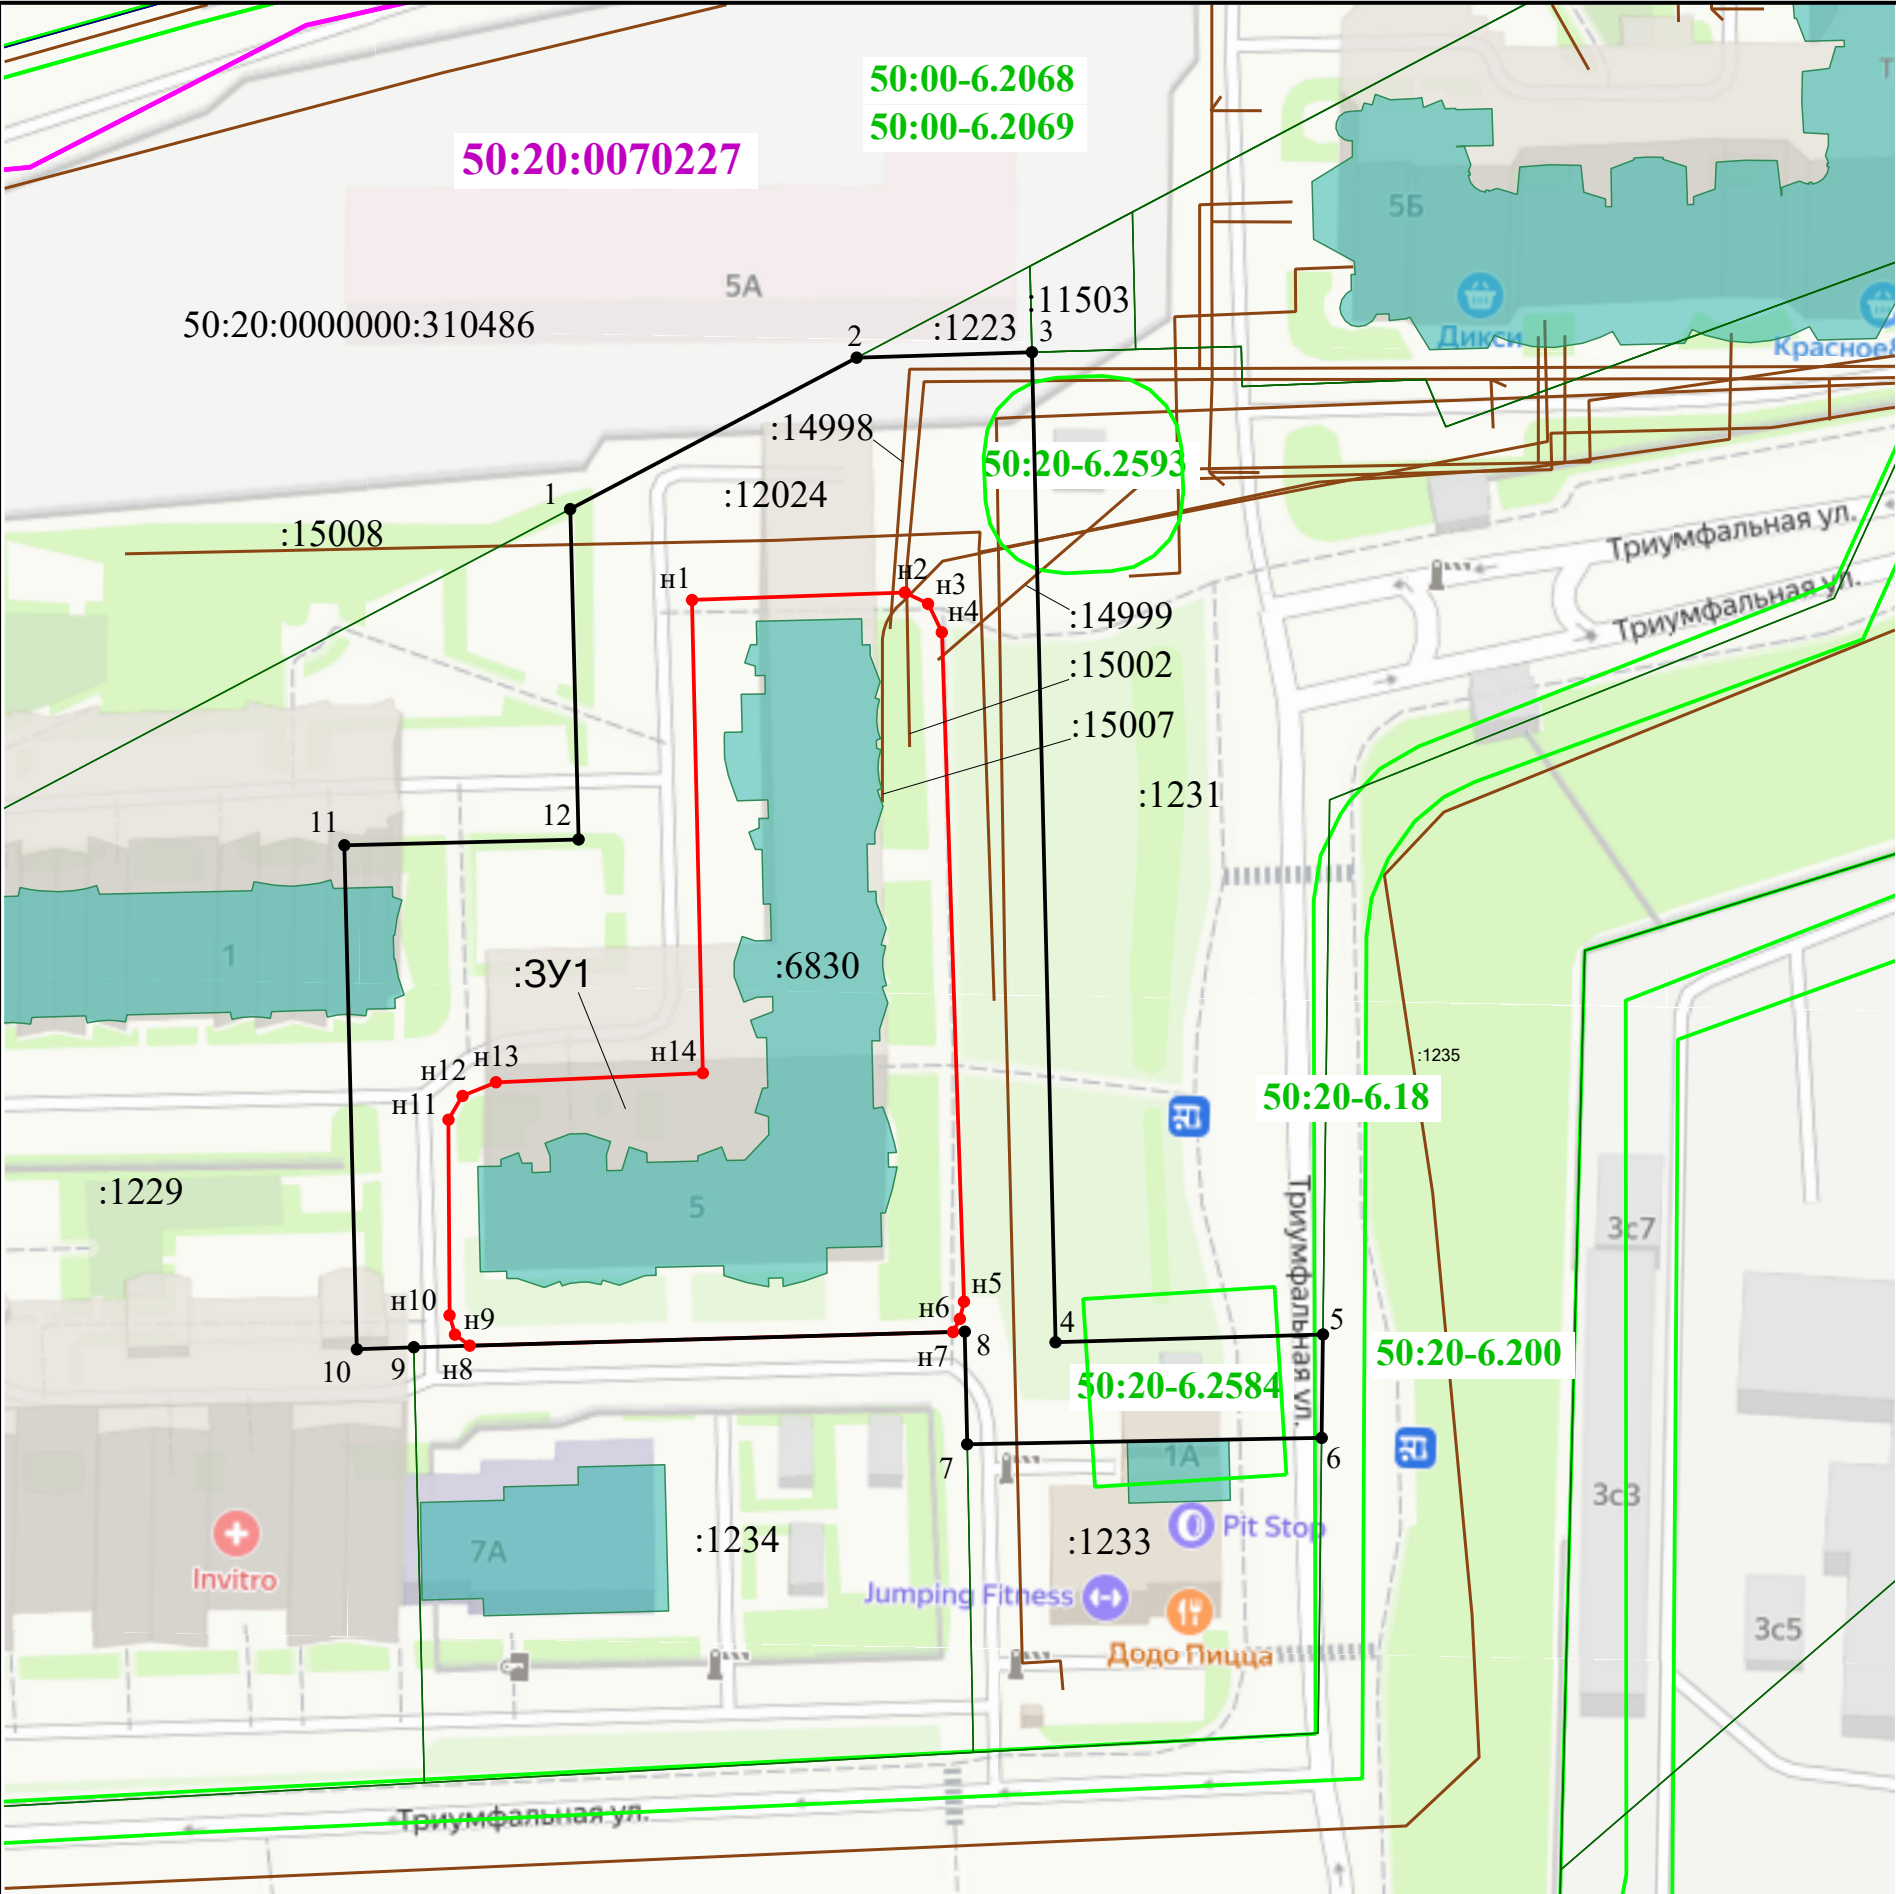 50:00-6.2068
50:00-6.2069
50:20:0070227
5А
5Б
:11503
50:20:0000000:310486
2
:1223
3
Дикси
:14998
50:20-6.2593
1
:12024
:15008
Триумфальная ул.
Триумфальная ул.
н1
н2
н3
н4
:14999
:15002
:15007
:1231
11
12
1
:ЗУ1
:6830
н14
н13
н12
н11
:1235
50:20-6.18
:1229
5
3с7
Триумфальная ул.
н5
н10
н6
н9
4
5
8
10
9
н8
н7
50:20-6.200
50:20-6.2584
7
1А
6
3с3
7А
:1234
:1233
Pit Stop
Invitro
Jumping Fitness
Додо Пицца
3с5
Триумфальная ул.